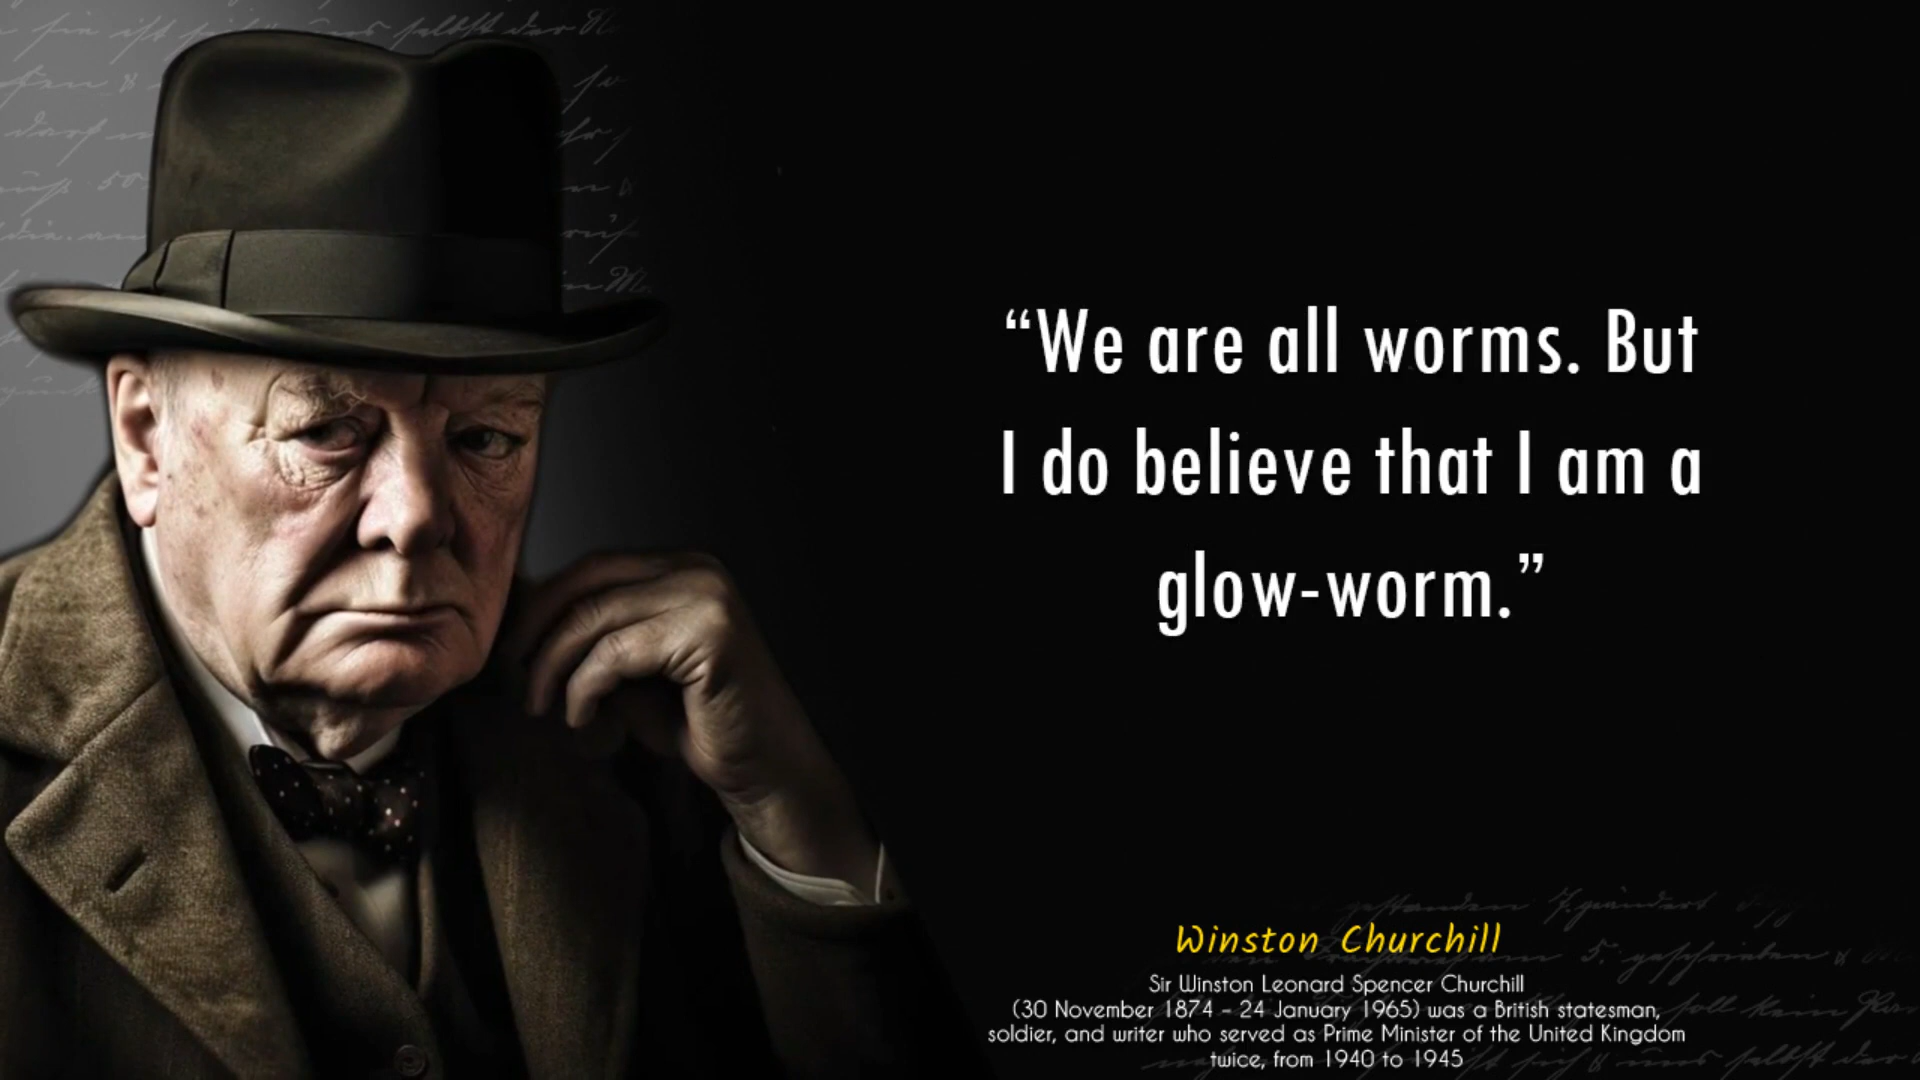 “We are all worms. But
I do believe that I am a
glow-worm.”
Winston Churchill
Sir Winston Leonard Spencer Churchill
(30 November 1874 – 24 January 1965) was a British statesman,
soldier, and writer who served as Prime Minister of the United Kingdom
twice, from 1940 to 1945